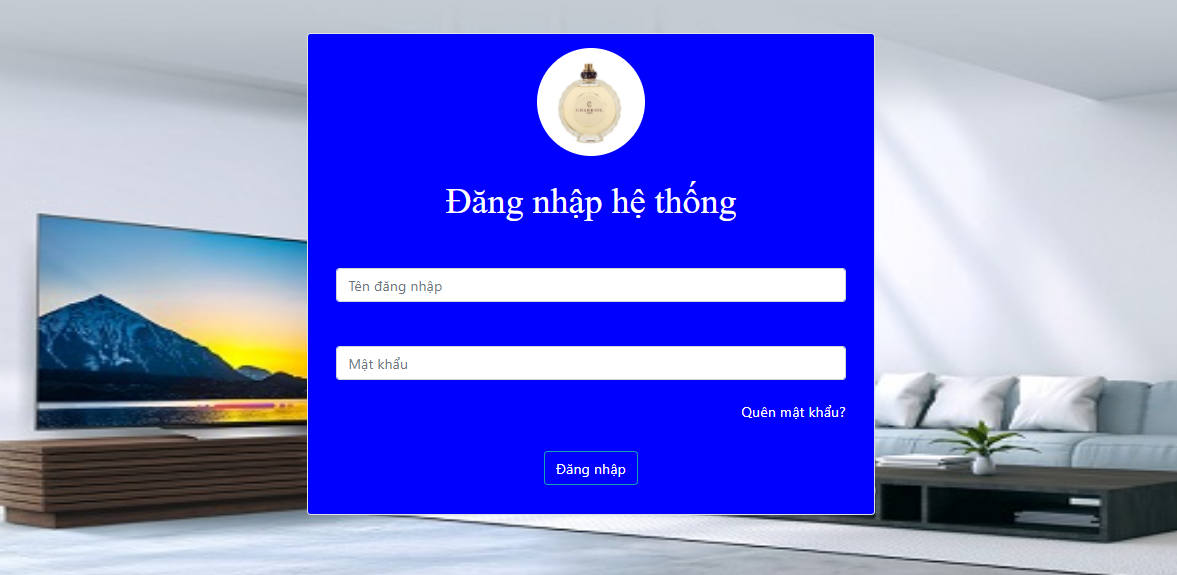 Đăng nhập hệ thống
Tên đăng nhập
Mật khẩu
Quên mật khẩu?
Đăng nhập